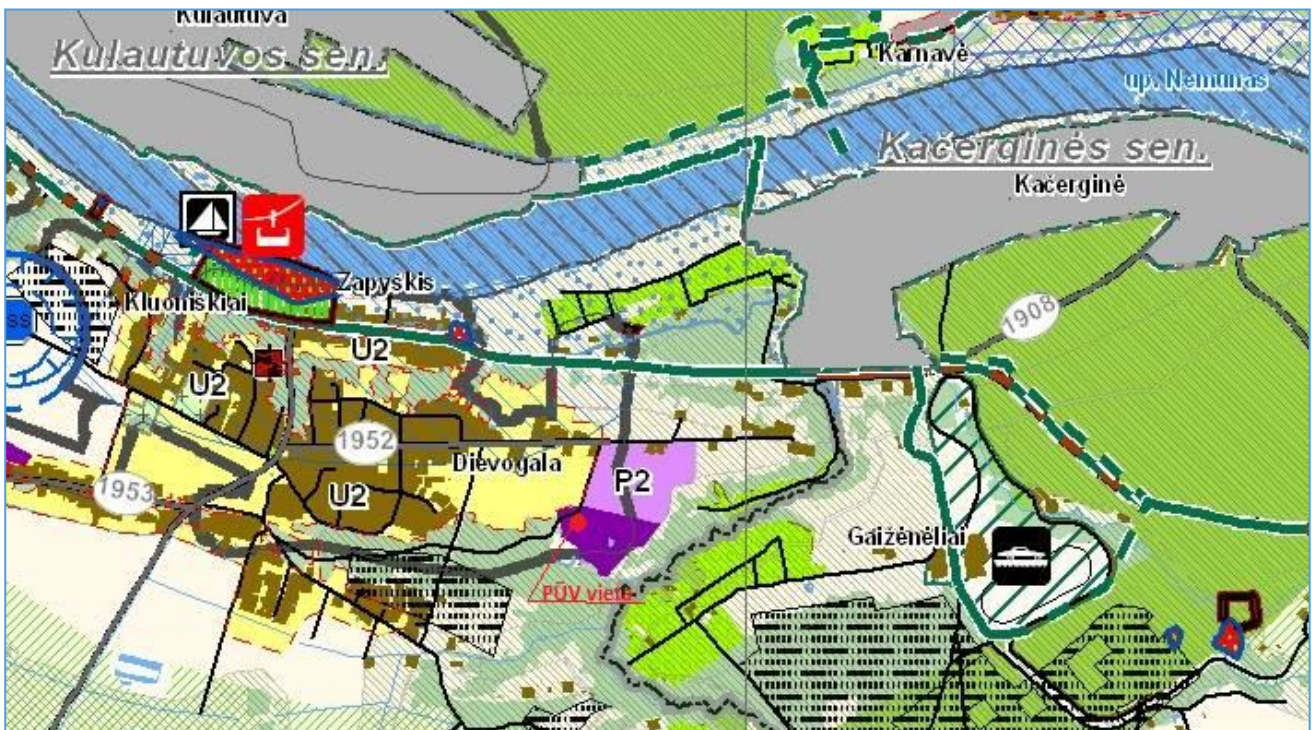 Kulautuva
Kulautuvos sen.
Karnavė
up. Nemunas
Kačerginės sen.
Kačerginė
Zapyškis
Kluoniškiai
1908
U2
U2
1952
Dievogala
P2
U2
1953
Gaižėnėliai
PŪV vieta